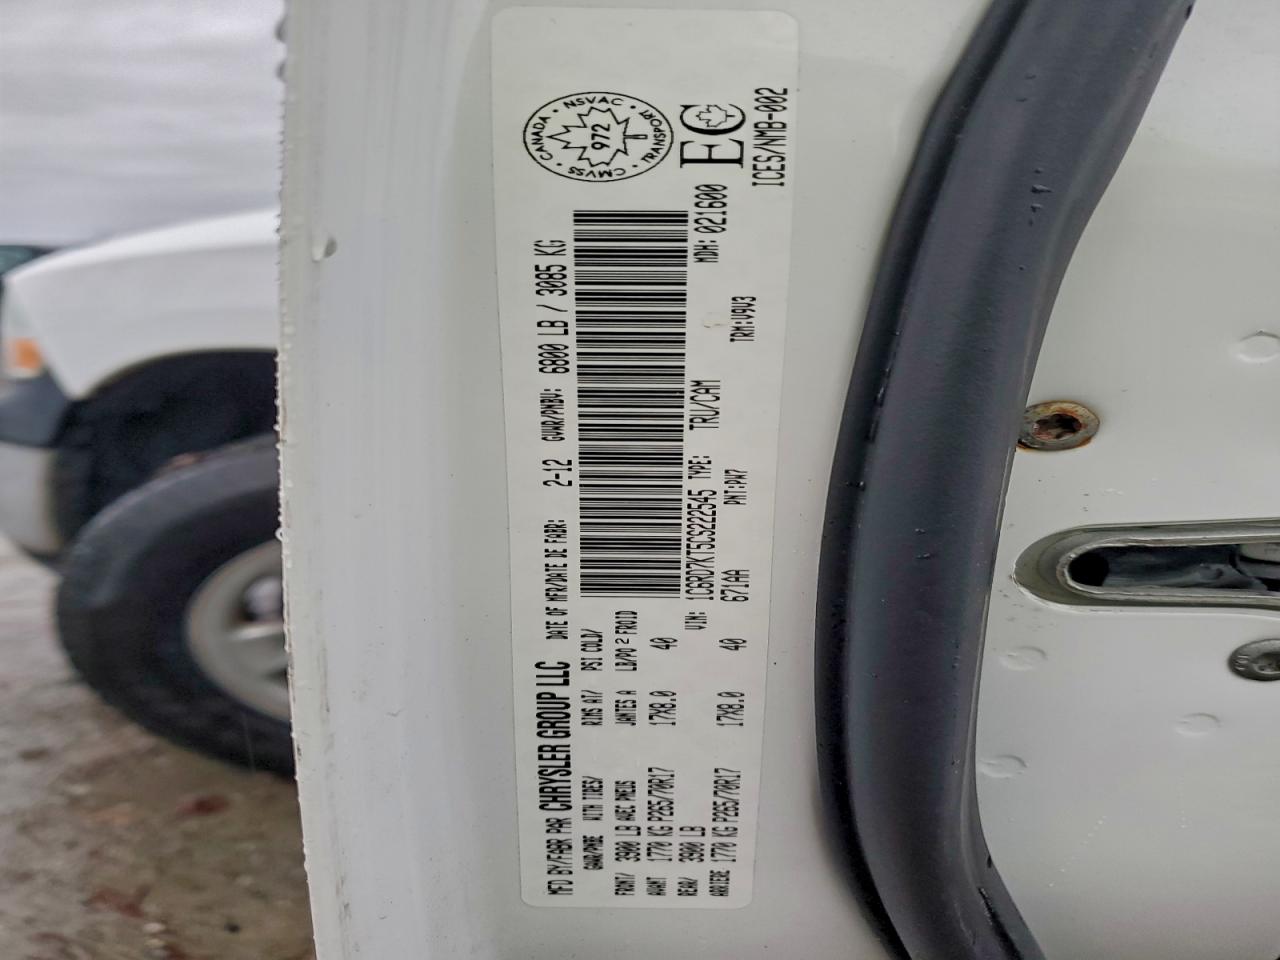 MFD BY/FABR PAR CHRYSLER GROUP LLC DATE OF MFR/DATE DE FABR: 2-12 GVWR/PNBV: 6800 LB / 3085 KG
GAWR/PNBE WITH TIRES/ RIMS AT/ PSI COLD/
FRONT/ 3900 LB AVEC PNEUS JANTES A LB/PO 2 FROID
AVANT 1770 KG P265/70R17 17X8.0 40
REAR/ 3900 LB
ARRIERE 1770 KG P265/70R17 17X8.0 40
VIN: 1C6RD7KT5CS222545 TYPE: TRU/CAM MDH: 021600
671AA PNT:PW7 TRM:V9V3
CANADA · NSVAC · TRANSPORT · CMVSS ·
972
EC
ICES/NMB-002